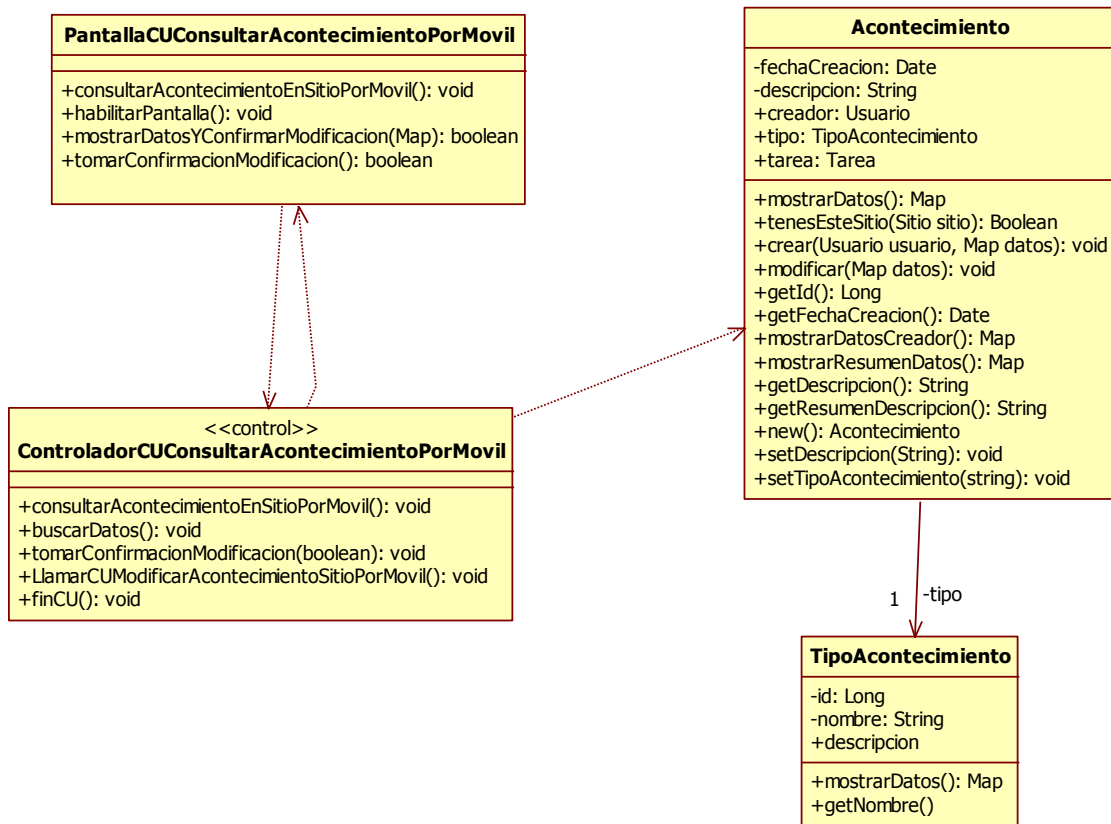 PantallaCUConsultarAcontecimientoPorMovil
+consultarAcontecimientoEnSitioPorMovil(): void
+habilitarPantalla(): void
+mostrarDatosYConfirmarModificacion(Map): boolean
+tomarConfirmacionModificacion(): boolean
Acontecimiento
-fechaCreacion: Date
-descripcion: String
+creador: Usuario
+tipo: TipoAcontecimiento
+tarea: Tarea
+mostrarDatos(): Map
+tenesEsteSitio(Sitio sitio): Boolean
+crear(Usuario usuario, Map datos): void
+modificar(Map datos): void
+getId(): Long
+getFechaCreacion(): Date
+mostrarDatosCreador(): Map
+mostrarResumenDatos(): Map
+getDescripcion(): String
+getResumenDescripcion(): String
+new(): Acontecimiento
+setDescripcion(String): void
+setTipoAcontecimiento(string): void
<<control>>
ControladorCUConsultarAcontecimientoPorMovil
+consultarAcontecimientoEnSitioPorMovil(): void
+buscarDatos(): void
+tomarConfirmacionModificacion(boolean): void
+LlamarCUModificarAcontecimientoSitioPorMovil(): void
+finCU(): void
1 -tipo
TipoAcontecimiento
-id: Long
-nombre: String
+descripcion
+mostrarDatos(): Map
+getNombre()